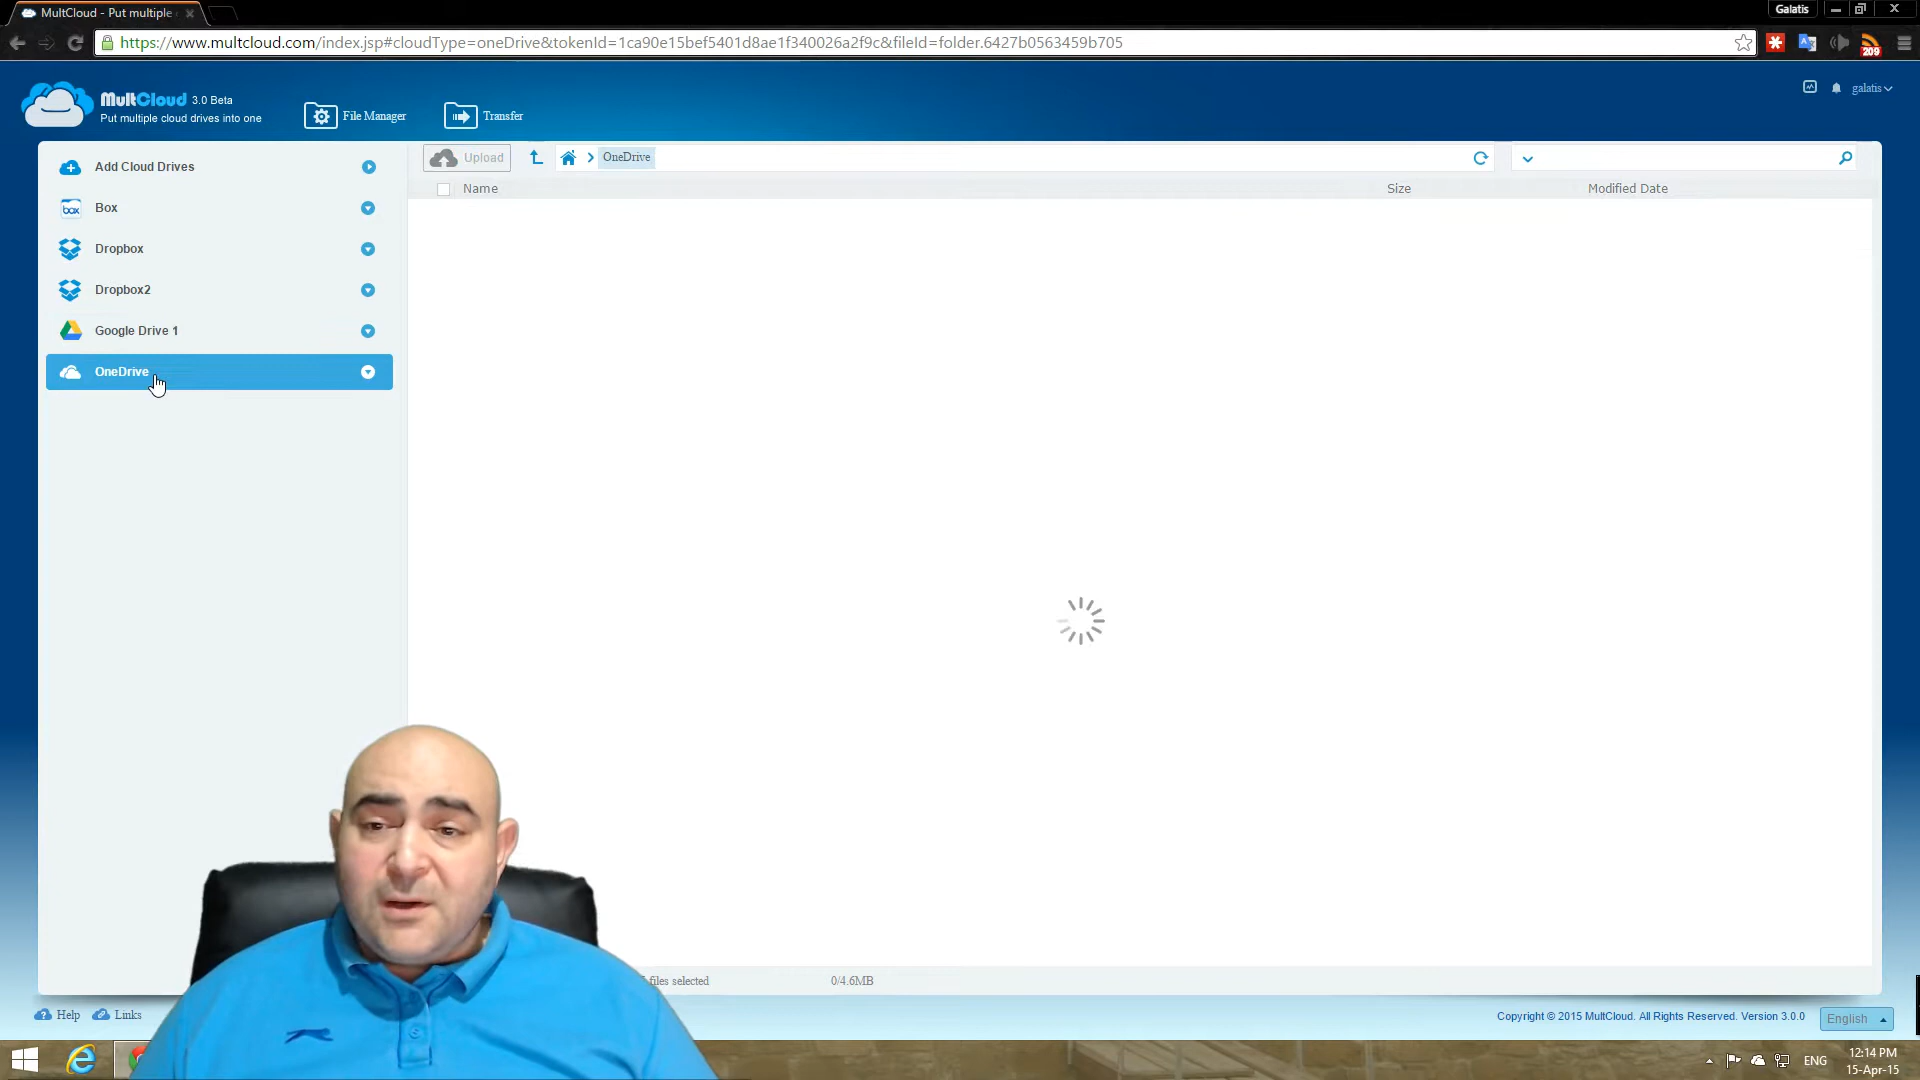 MultCloud - Put multiple
Galatis
https://www.multcloud.com/index.jsp#cloudType=oneDrive&tokenId=1ca90e15bef5401d8ae1f340026a2f9c&fileId=folder.6427b0563459b705
209
MultCloud 3.0 Beta
Put multiple cloud drives into one
File Manager
Transfer
galatis
Add Cloud Drives
Upload
OneDrive
Name
Size
Modified Date
box
Box
Dropbox
Dropbox2
Google Drive 1
OneDrive
files selected
0/4.6MB
Help
Links
Copyright © 2015 MultCloud. All Rights Reserved. Version 3.0.0
English
ENG
12:14 PM
15-Apr-15